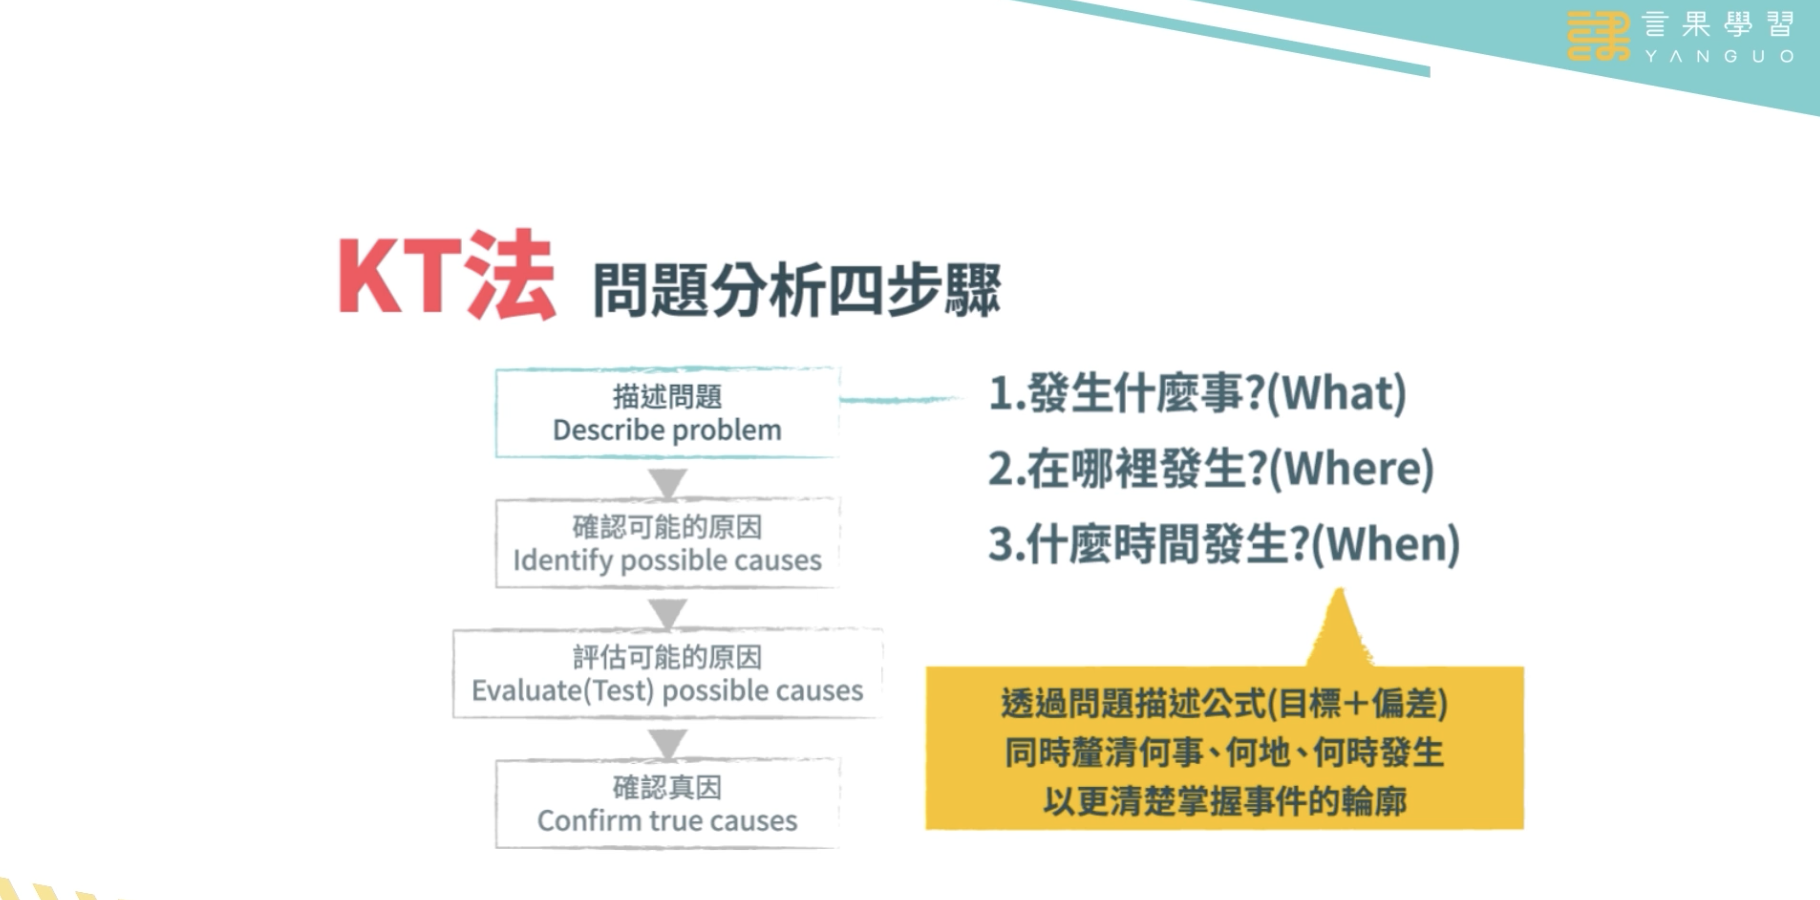 言果學習
YANGUO
KT法 問題分析四步驟
描述問題
Describe problem
確認可能的原因
Identify possible causes
評估可能的原因
Evaluate(Test) possible causes
確認真因
Confirm true causes
1.發生什麼事?(What)
2.在哪裡發生?(Where)
3.什麼時間發生?(When)
透過問題描述公式(目標＋偏差)
同時釐清何事、何地、何時發生
以更清楚掌握事件的輪廓